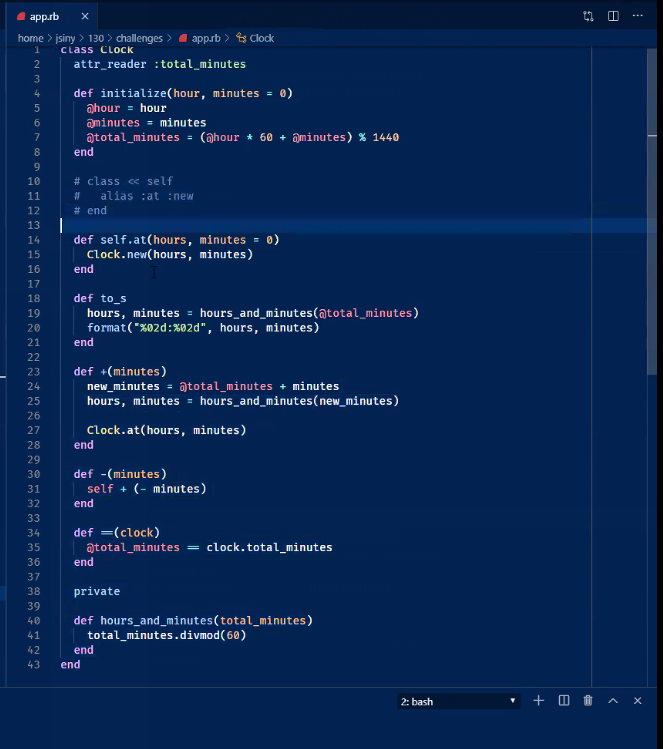 app.rb
home > jsiny > 130 > challenges > app.rb > Clock
1 class Clock
2 attr_reader :total_minutes
3
4 def initialize(hour, minutes = 0)
5 @hour = hour
6 @minutes = minutes
7 @total_minutes = (@hour * 60 + @minutes) % 1440
8 end
9
10 # class << self
11 #   alias :at :new
12 # end
13
14 def self.at(hours, minutes = 0)
15 Clock.new(hours, minutes)
16 end
17
18 def to_s
19 hours, minutes = hours_and_minutes(@total_minutes)
20 format("%02d:%02d", hours, minutes)
21 end
22
23 def +(minutes)
24 new_minutes = @total_minutes + minutes
25 hours, minutes = hours_and_minutes(new_minutes)
26
27 Clock.at(hours, minutes)
28 end
29
30 def -(minutes)
31 self + (- minutes)
32 end
33
34 def ==(clock)
35 @total_minutes == clock.total_minutes
36 end
37
38 private
39
40 def hours_and_minutes(total_minutes)
41 total_minutes.divmod(60)
42 end
43 end
2: bash